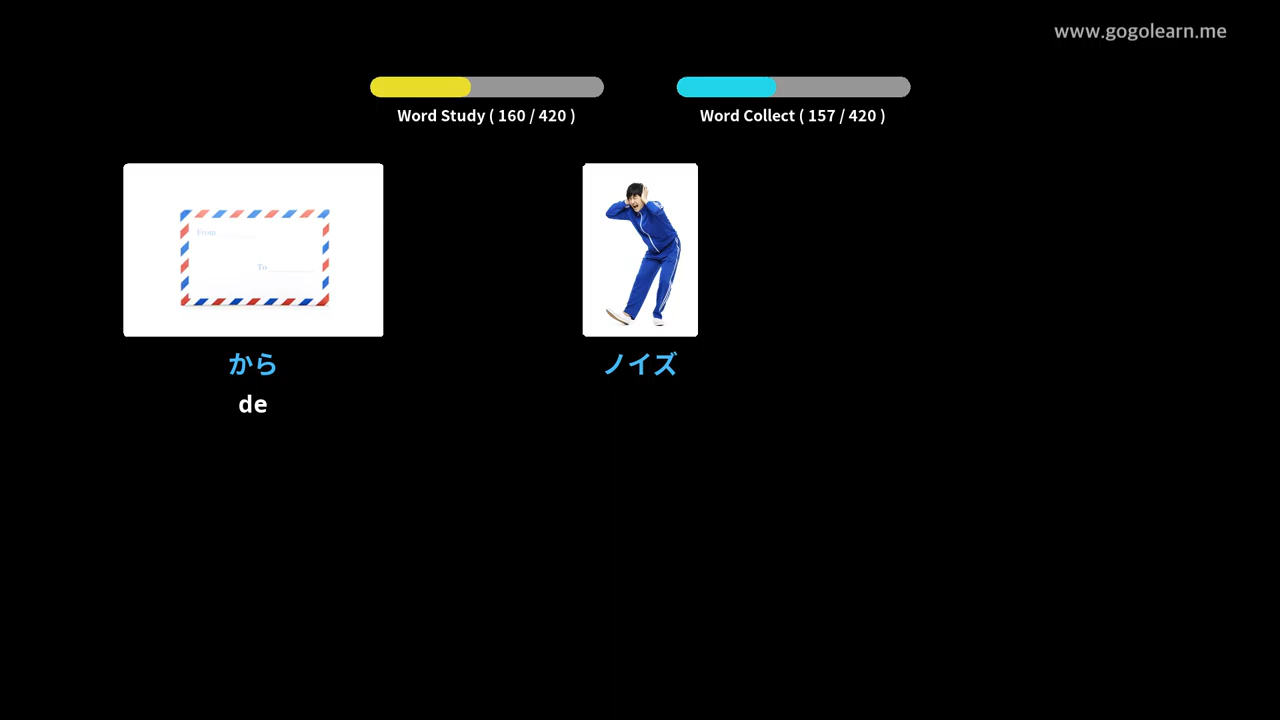 www.gogolearn.me
Word Study ( 160 / 420 )
Word Collect ( 157 / 420 )
From
To
から
ノイズ
de